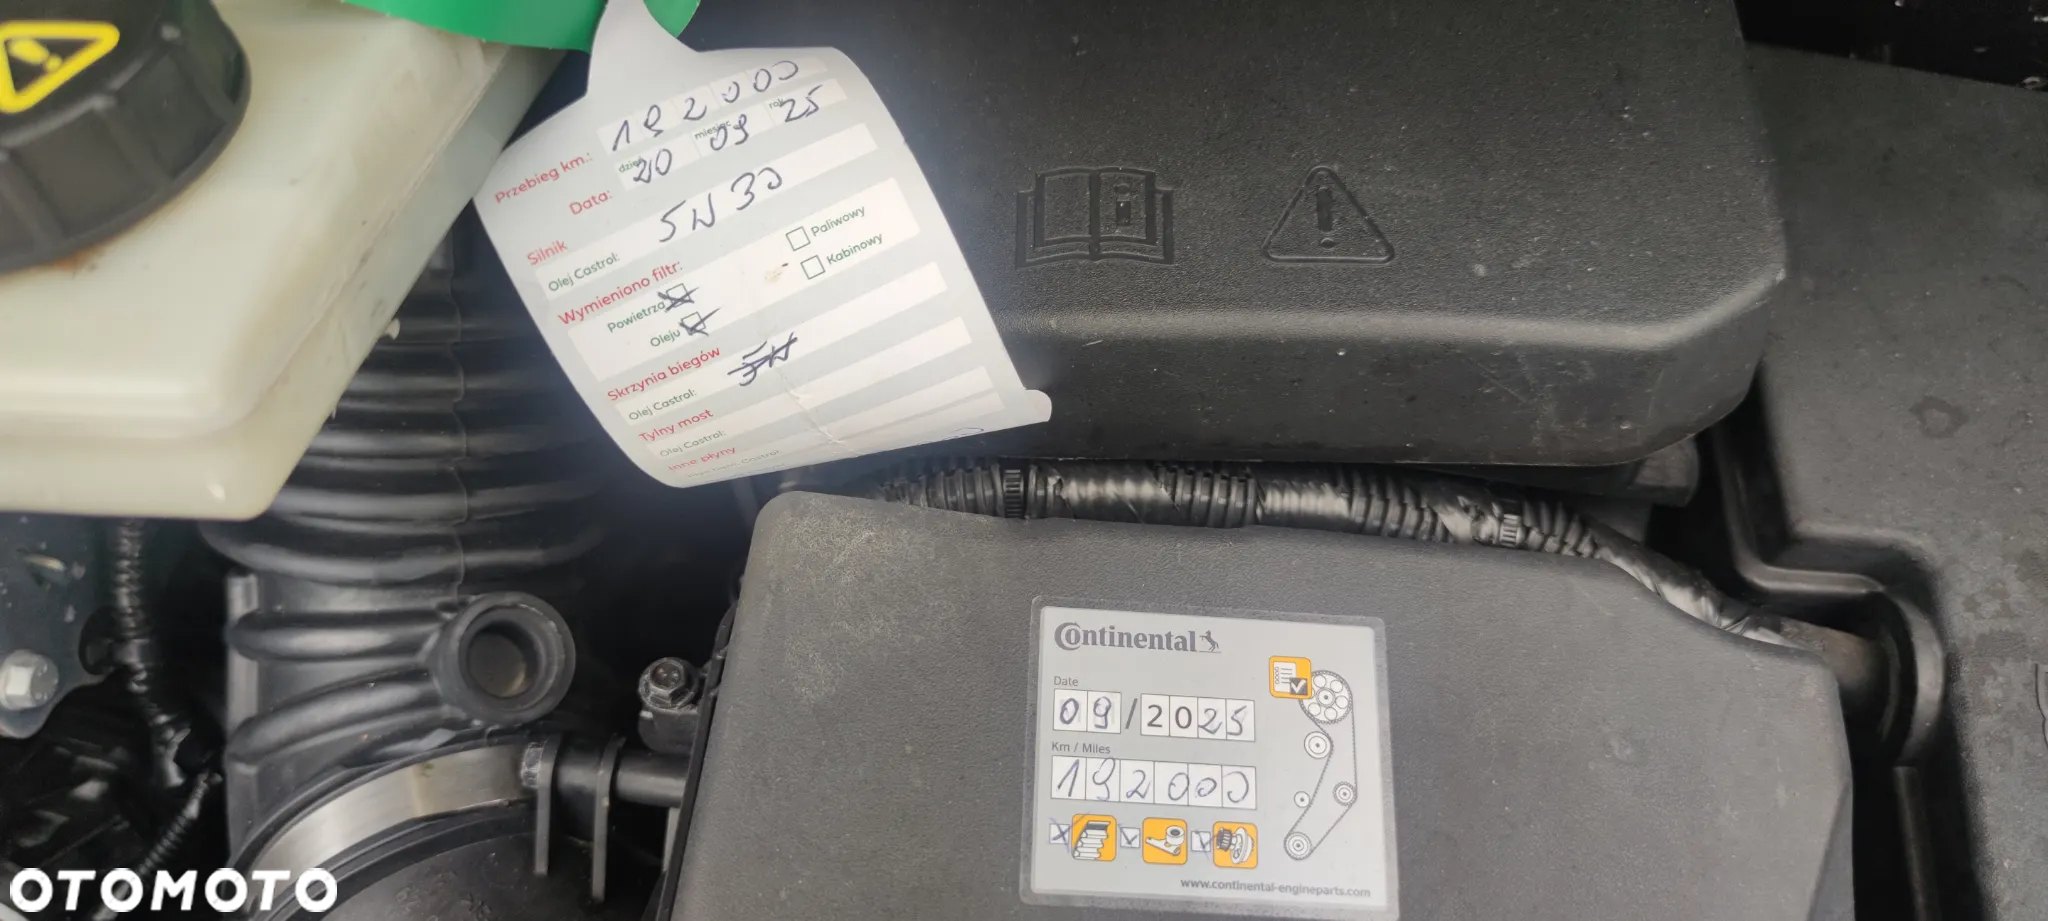 Przebieg km.: 192000
dzień miesiąc rok
Data: 20 09 25
Silnik
Olej Castrol: 5W30
Wymieniono filtr:
Powietrza Paliwowy
Oleju Kabinowy
Skrzynia biegów
Olej Castrol:
Tylny most
Olej Castrol:
Inne płyny
Continental
Date
09/2025
Km / Miles
192000
www.continental-engineparts.com
OTOMOTO